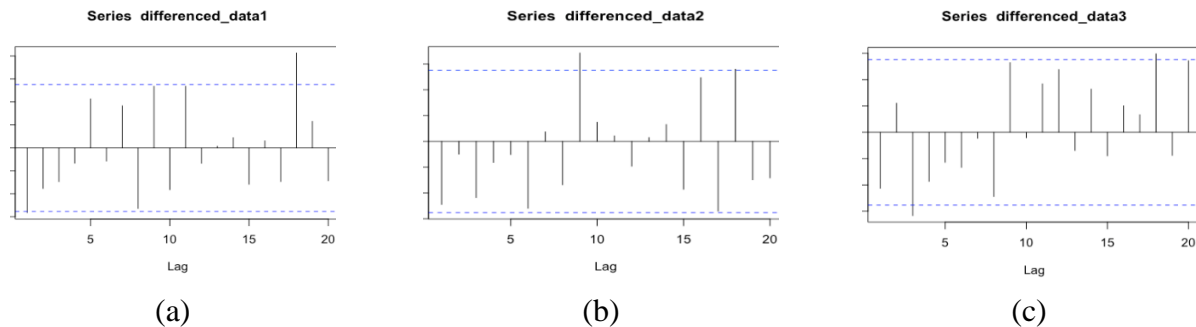 Series differenced_data1
Series differenced_data2
Series differenced_data3
5 10 15 20
5 10 15 20
5 10 15 20
Lag
Lag
Lag
(a)
(b)
(c)